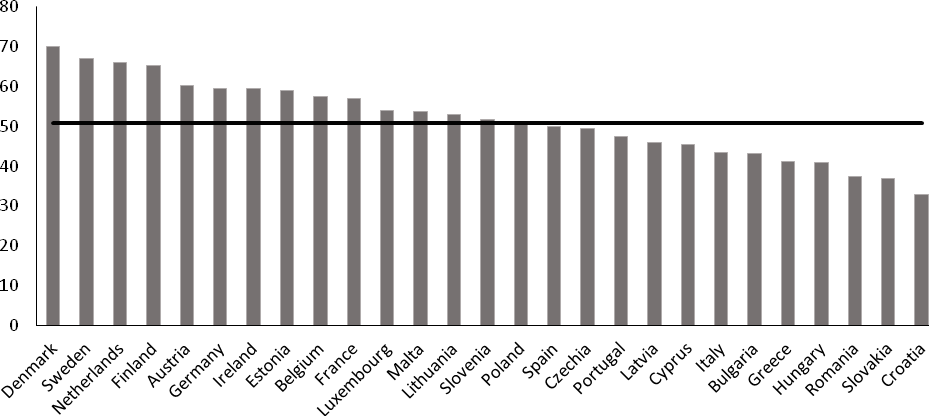 80
70
60
50
40
30
20
10
0
Denmark
Sweden
Netherlands
Finland
Austria
Germany
Ireland
Estonia
Belgium
France
Luxembourg
Malta
Lithuania
Slovenia
Poland
Spain
Czechia
Portugal
Latvia
Cyprus
Italy
Bulgaria
Greece
Hungary
Romania
Slovakia
Croatia